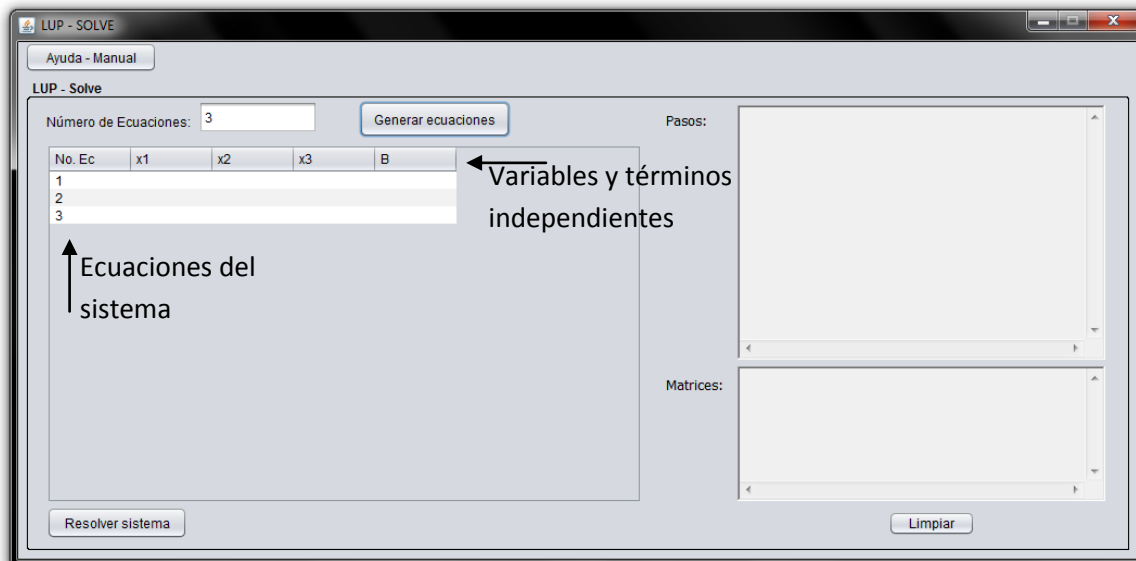 LUP - SOLVE
Ayuda - Manual
LUP - Solve
Número de Ecuaciones: 3 Generar ecuaciones
No. Ec x1 x2 x3 B
1
2
3
Variables y términos
independientes
Ecuaciones del
sistema
Resolver sistema
Pasos:
Matrices:
Limpiar